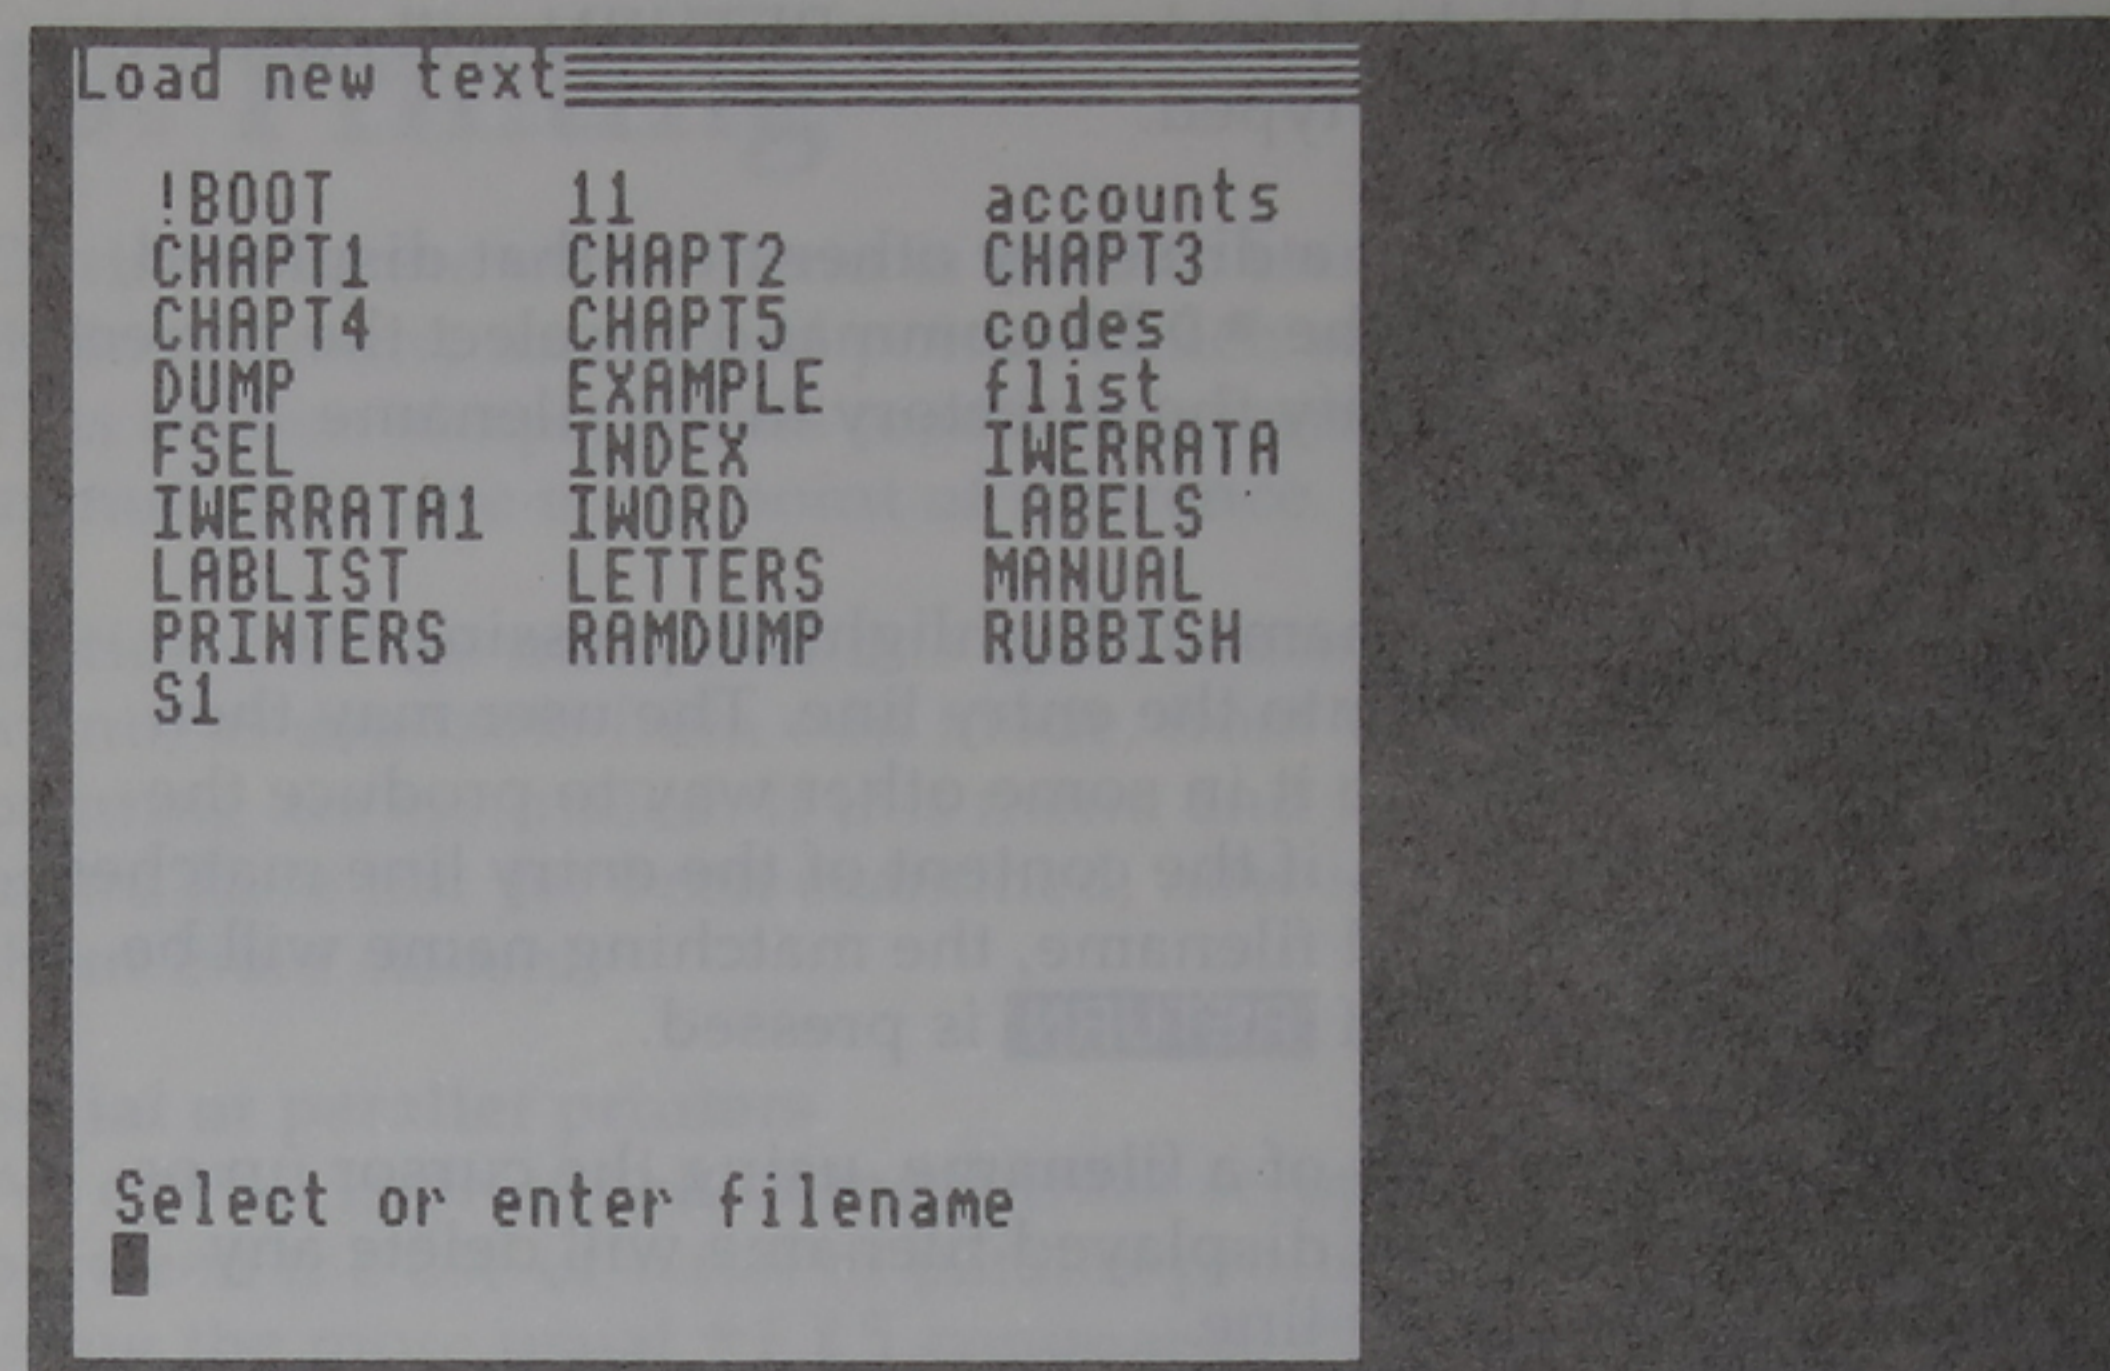 Load new text
!BOOT 11 accounts
CHAPT1 CHAPT2 CHAPT3
CHAPT4 CHAPT5 codes
DUMP EXAMPLE flist
FSEL INDEX IWERRATA
IWERRATA1 IWORD LABELS
LABLIST LETTERS MANUAL
PRINTERS RAMDUMP RUBBISH
S1
Select or enter filename